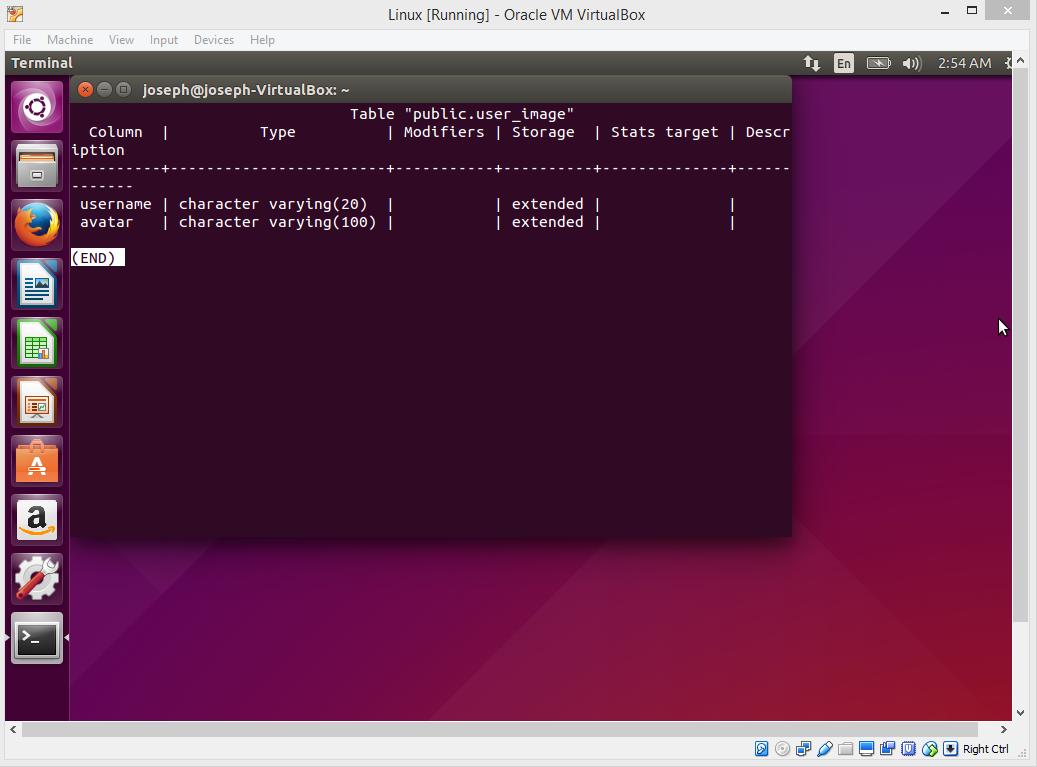 Linux [Running] - Oracle VM VirtualBox
File Machine View Input Devices Help
Terminal En 2:54 AM
joseph@joseph-VirtualBox: ~
Table "public.user_image"
Column | Type | Modifiers | Storage | Stats target | Descr
iption
----------+------------------------+-----------+----------+--------------+------
-------
username | character varying(20) | | extended | |
avatar | character varying(100) | | extended | |
(END)
Right Ctrl